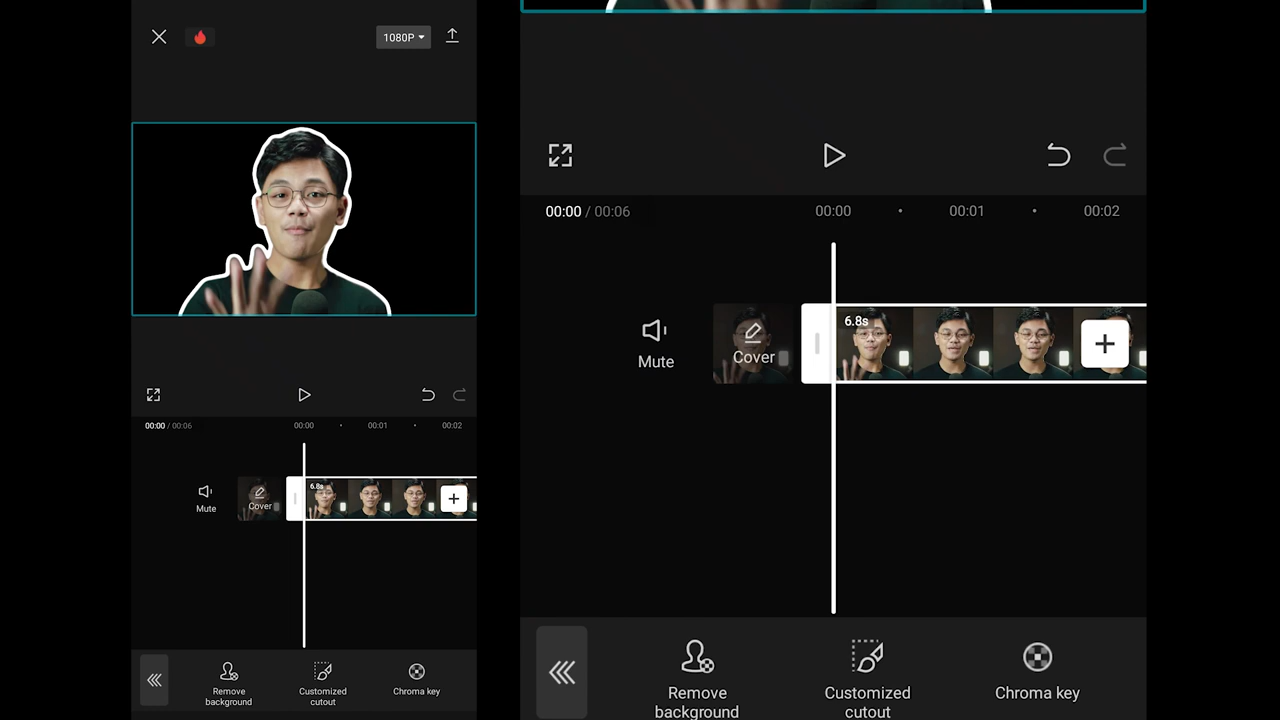 1080P
00:00 / 00:06
00:00
00:01
00:02
Mute
Cover
6.8s
Remove
background
Customized
cutout
Chroma key
00:00 / 00:06
00:00
00:01
00:02
Mute
Cover
6.8s
Remove
background
Customized
cutout
Chroma key